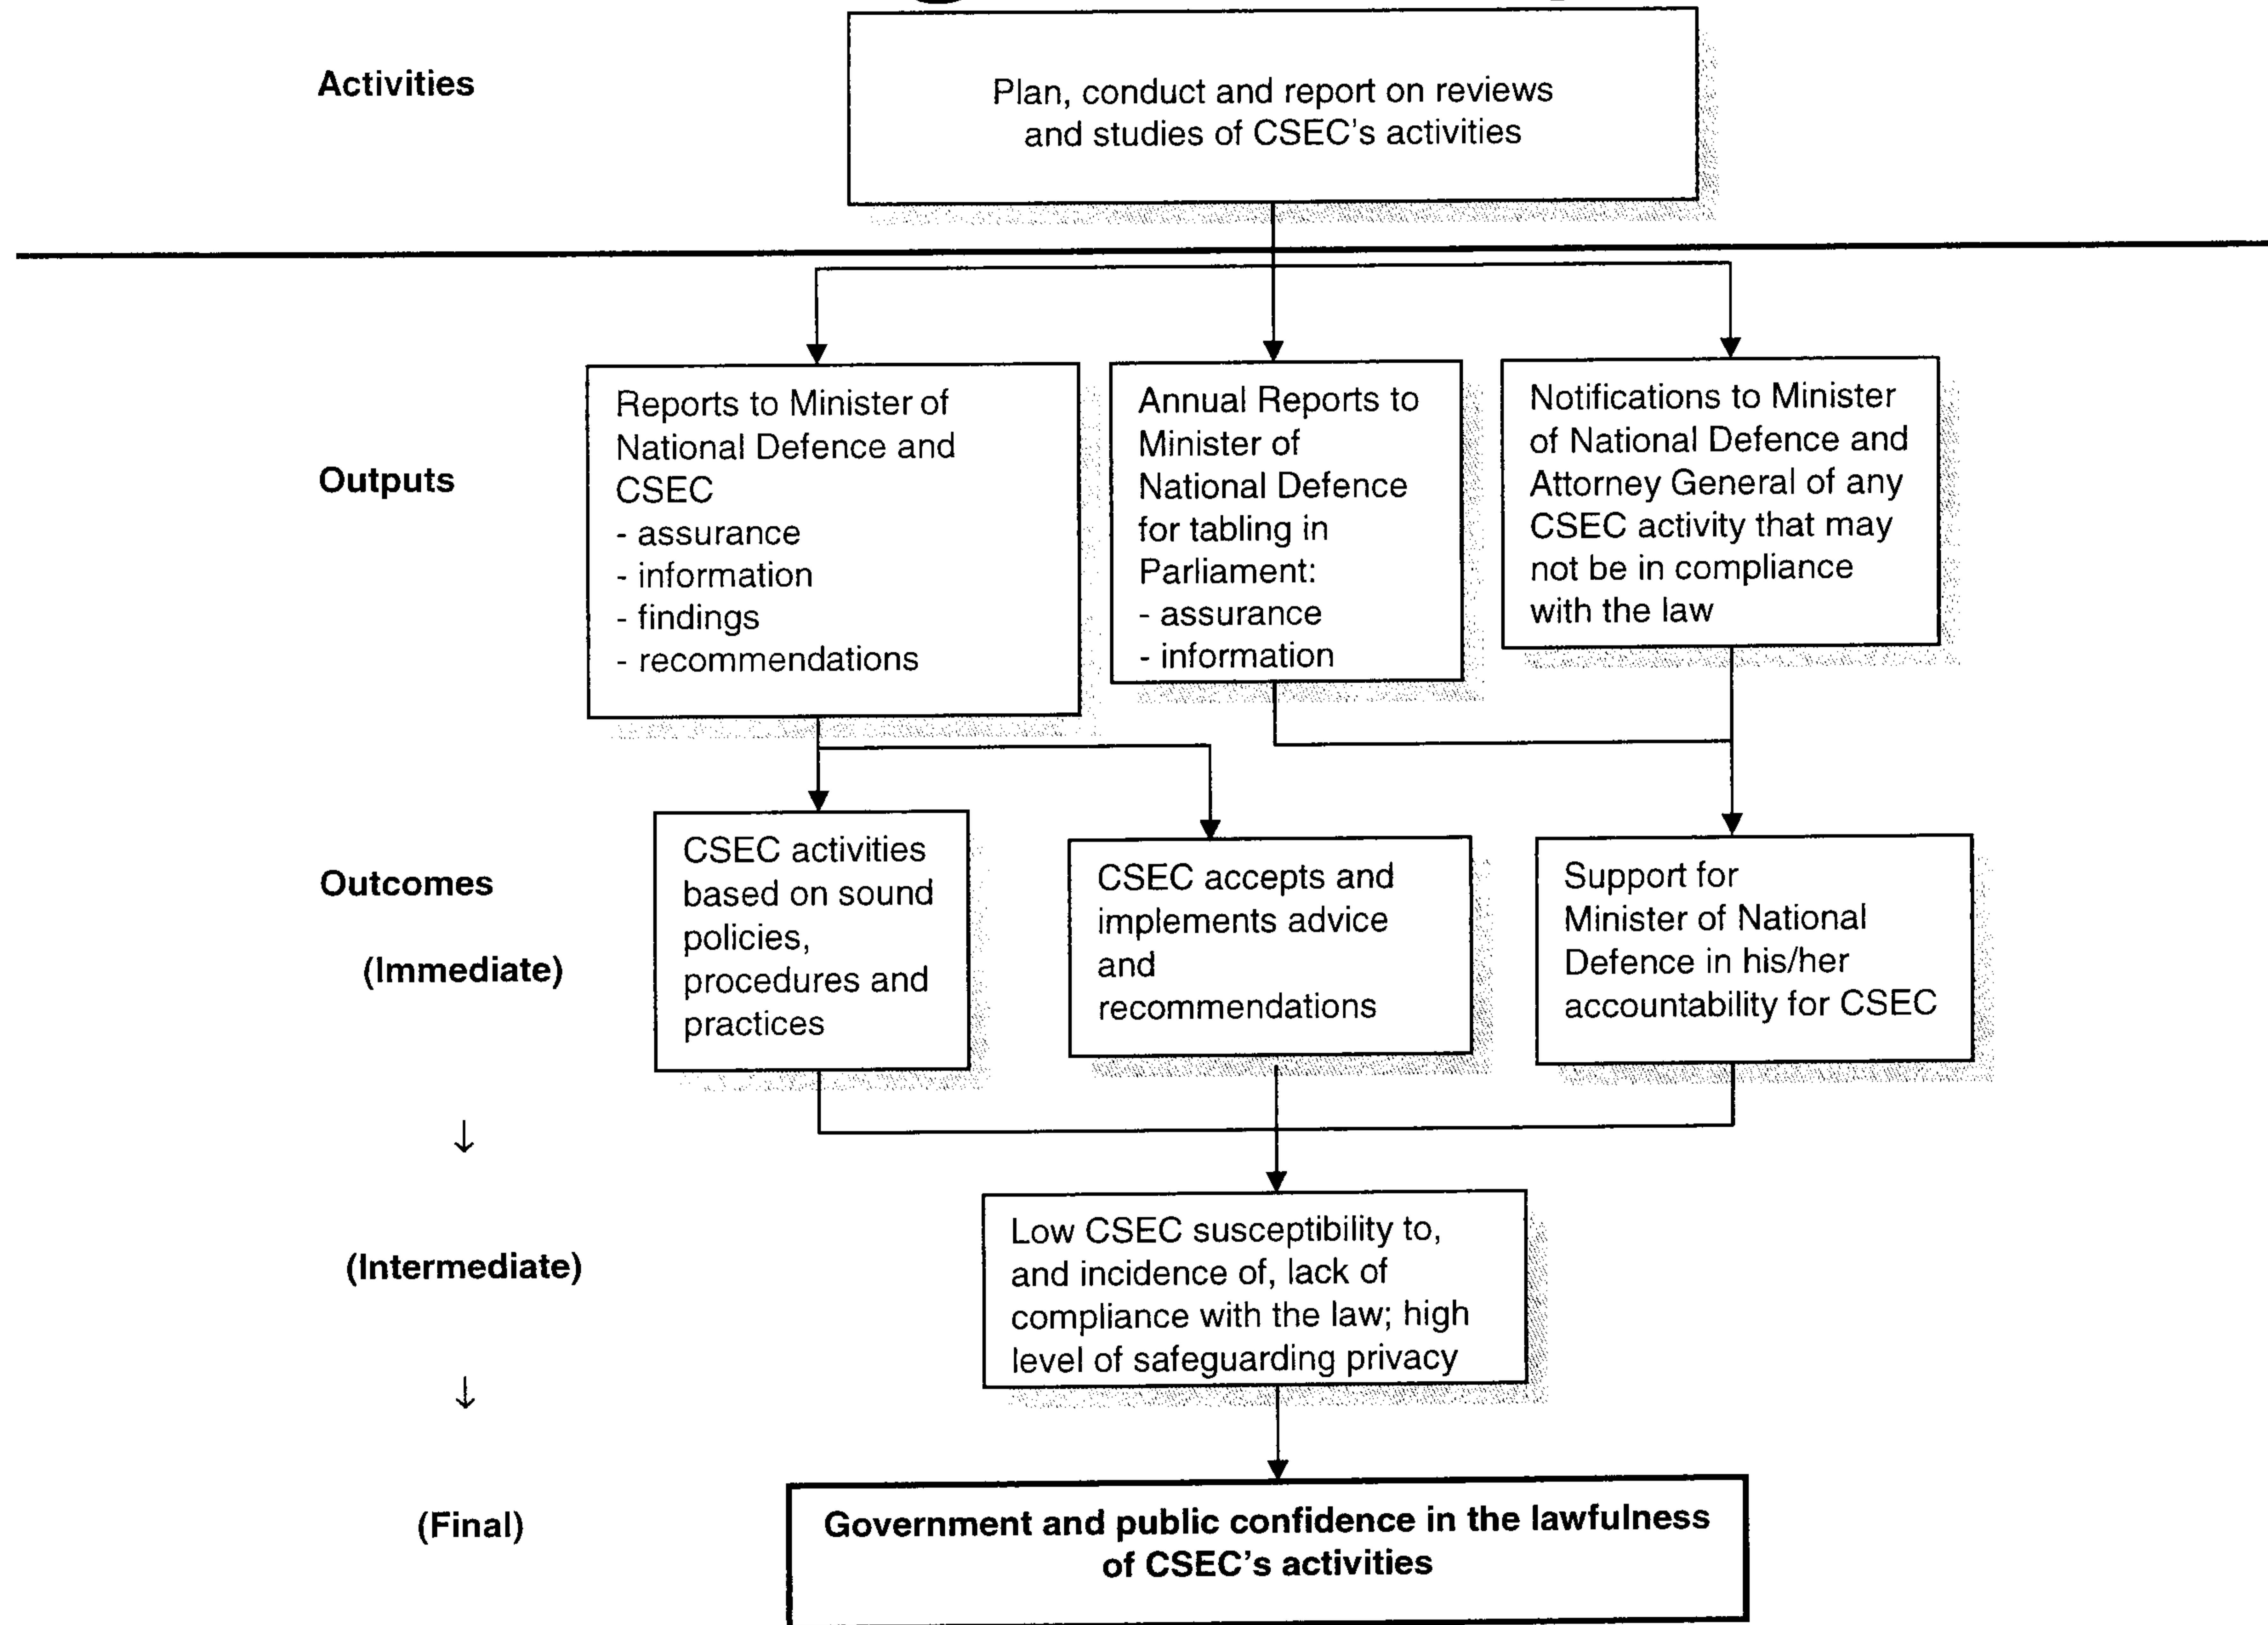 Activities
Plan, conduct and report on reviews
and studies of CSEC's activities
Outputs
Reports to Minister of
National Defence and
CSEC
- assurance
- information
- findings
- recommendations
Annual Reports to
Minister of
National Defence
for tabling in
Parliament:
- assurance
- information
Notifications to Minister
of National Defence and
Attorney General of any
CSEC activity that may
not be in compliance
with the law
Outcomes
(Immediate)
CSEC activities
based on sound
policies,
procedures and
practices
CSEC accepts and
implements advice
and
recommendations
Support for
Minister of National
Defence in his/her
accountability for CSEC
↓
(Intermediate)
Low CSEC susceptibility to,
and incidence of, lack of
compliance with the law; high
level of safeguarding privacy
↓
(Final)
Government and public confidence in the lawfulness
of CSEC's activities